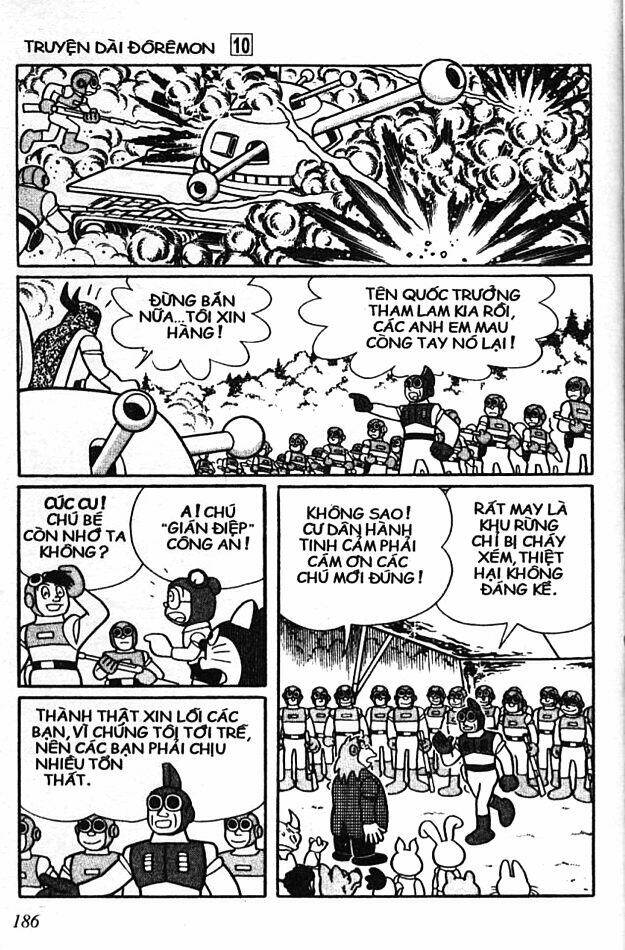 TRUYỆN DÀI ĐÔRÊMON 10
ĐỪNG BẮN
NỮA...TÔI XIN
HÀNG!
TÊN QUỐC TRƯỞNG
THAM LAM KIA RỒI,
CÁC ANH EM MAU
CÒNG TAY NÓ LẠI!
CÚC CU!
CHÚ BÉ
CÒN NHỚ TA
KHÔNG?
A! CHÚ
"GIÁN ĐIỆP"
CÔNG AN!
THÀNH THẬT XIN LỖI CÁC
BẠN, VÌ CHÚNG TÔI TỚI TRỄ,
NÊN CÁC BẠN PHẢI CHỊU
NHIỀU TỔN
THẤT.
KHÔNG SAO!
CƯ DÂN HÀNH
TINH CẦM PHẢI
CÁM ƠN CÁC
CHÚ MỚI ĐÚNG!
RẤT MAY LÀ
KHU RỪNG
CHỈ BỊ CHÁY
XÉM, THIỆT
HẠI KHÔNG
ĐÁNG KỂ.
186